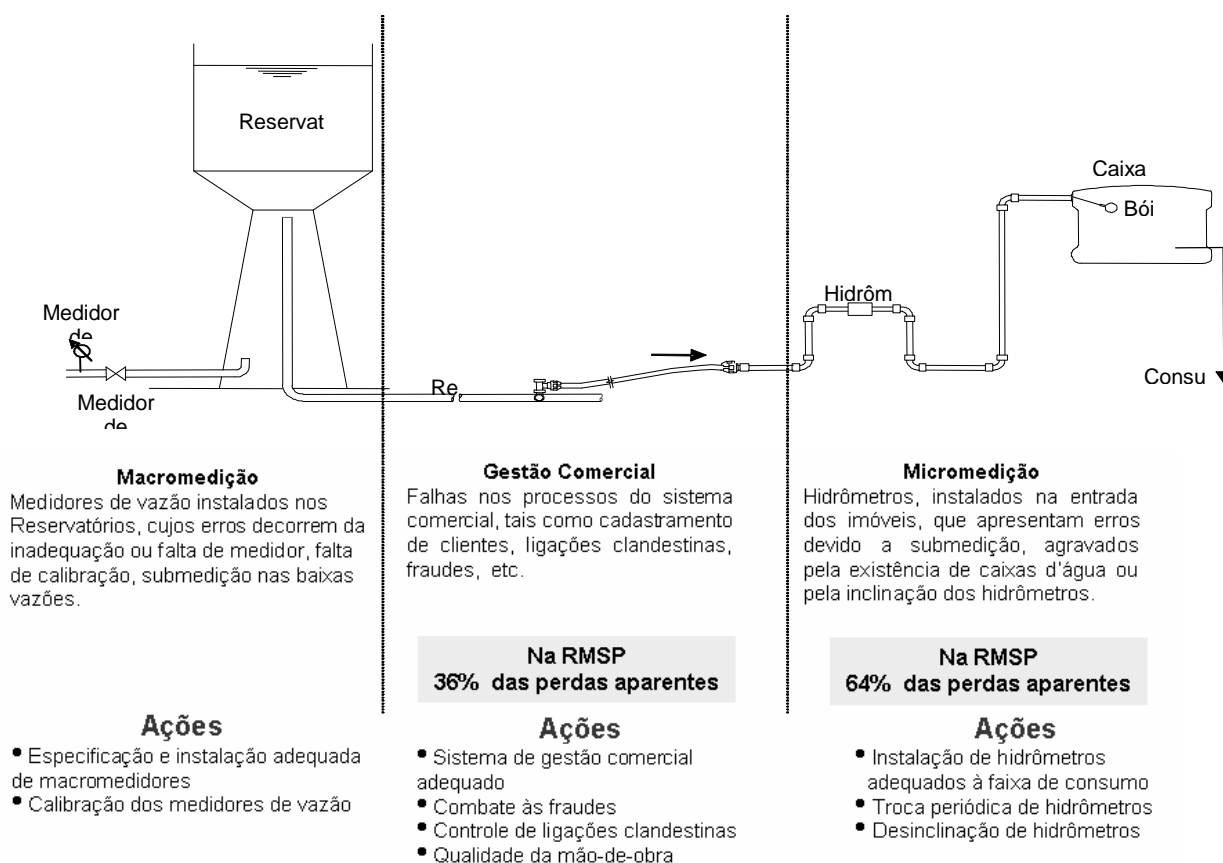 Reservat
Caixa
Bói
Hidrôm
Medidor
de
Medidor
de
Re
Consu
Macromedição
Medidores de vazão instalados nos
Reservatórios, cujos erros decorrem da
inadequação ou falta de medidor, falta
de calibração, submedição nas baixas
vazões.
Ações
• Especificação e instalação adequada
de macromedidores
• Calibração dos medidores de vazão
Gestão Comercial
Falhas nos processos do sistema
comercial, tais como cadastramento
de clientes, ligações clandestinas,
fraudes, etc.
Na RMSP
36% das perdas aparentes
Ações
• Sistema de gestão comercial
adequado
• Combate às fraudes
• Controle de ligações clandestinas
• Qualidade da mão-de-obra
Micromedição
Hidrômetros, instalados na entrada
dos imóveis, que apresentam erros
devido a submedição, agravados
pela existência de caixas d'água ou
pela inclinação dos hidrômetros.
Na RMSP
64% das perdas aparentes
Ações
• Instalação de hidrômetros
adequados à faixa de consumo
• Troca periódica de hidrômetros
• Desinclinação de hidrômetros